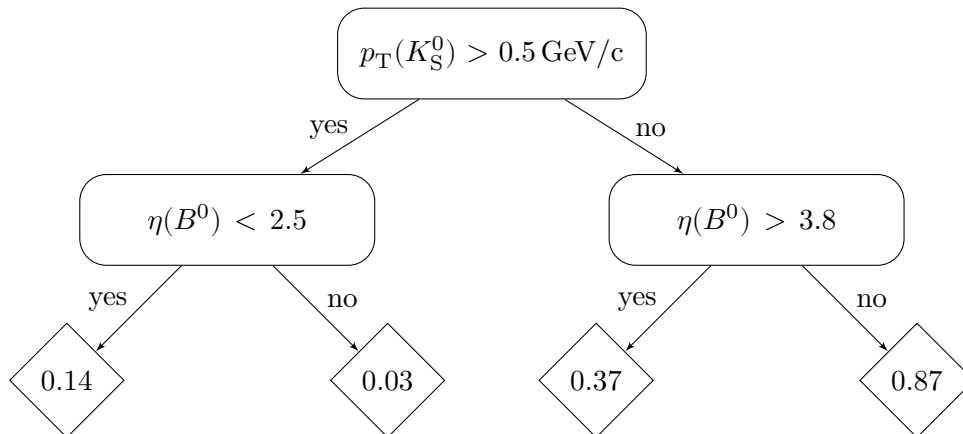 p_T(K_S^0) > 0.5 GeV/c
yes
no
η(B^0) < 2.5
η(B^0) > 3.8
yes
no
yes
no
0.14
0.03
0.37
0.87